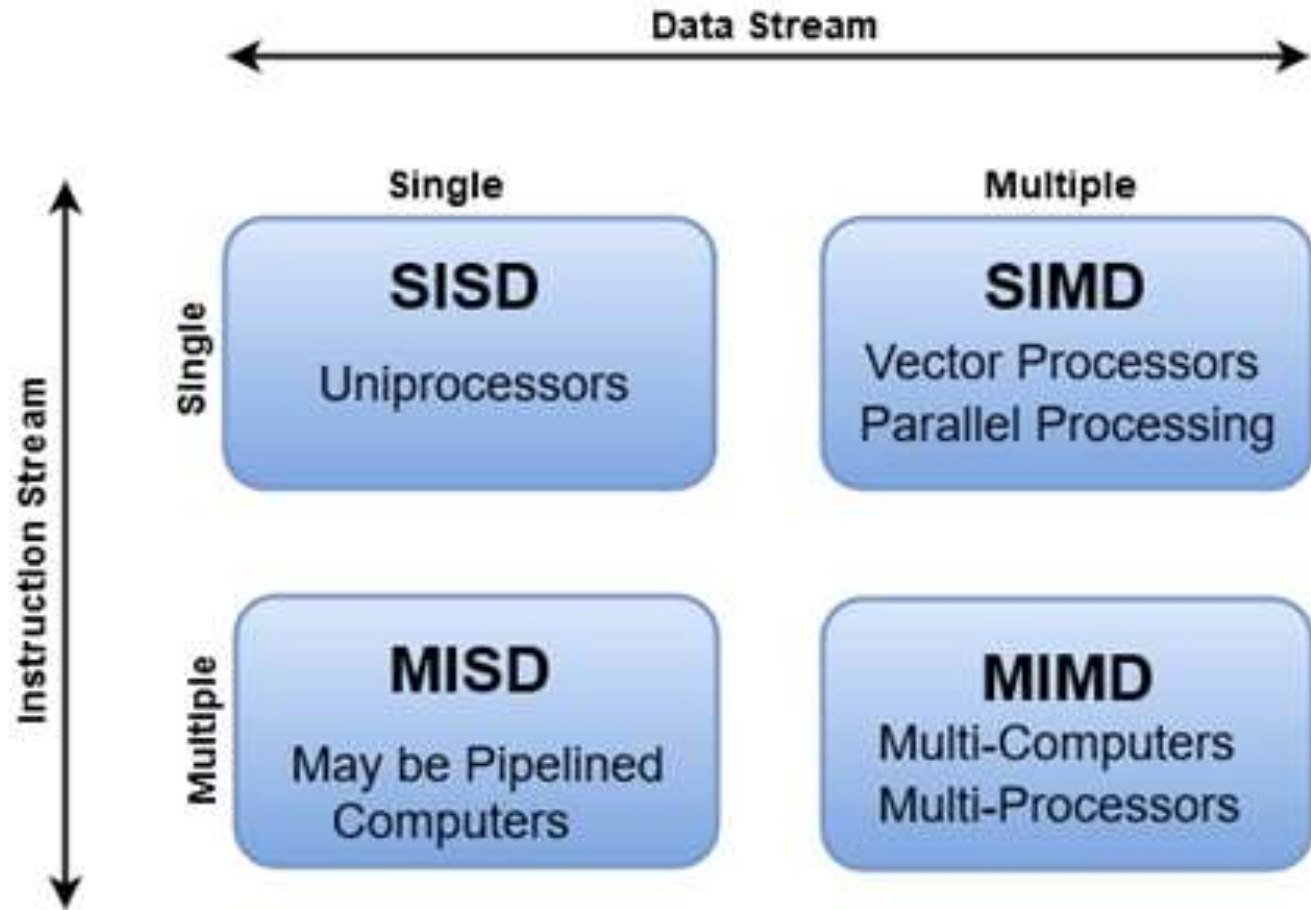 Data Stream
Single
Multiple
Instruction Stream
Single
SISD
Uniprocessors
SIMD
Vector Processors
Parallel Processing
Multiple
MISD
May be Pipelined
Computers
MIMD
Multi-Computers
Multi-Processors